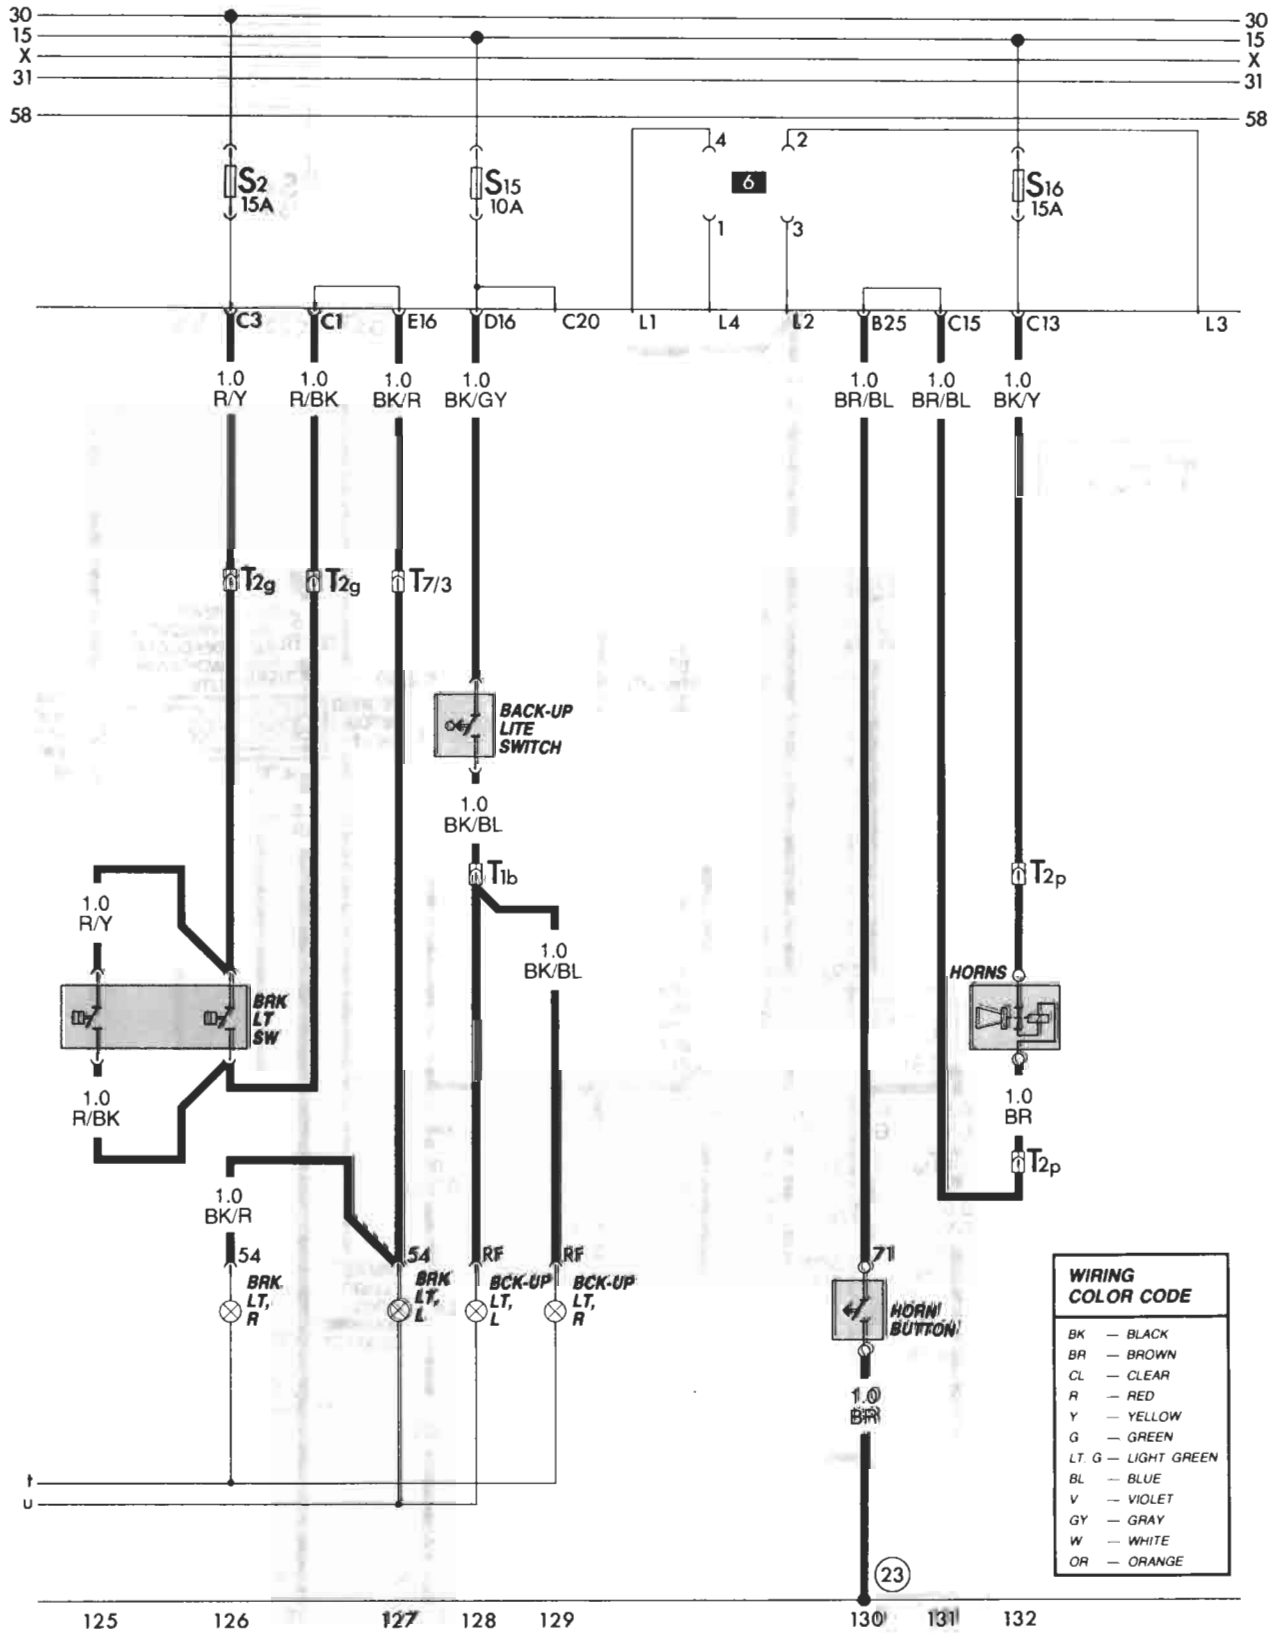 30 30
15 15
X X
31 31
58 58
4 2
S2 15A
S15 10A
6
S16 15A
1 3
C3 C1 E16 D16 C20 L1 L4 L2 B25 C15 C13 L3
1.0 1.0 1.0 1.0 1.0 1.0 1.0
R/Y R/BK BK/R BK/GY BR/BL BR/BL BK/Y
T2g T2g T7/3
BACK-UP
LITE
SWITCH
1.0
BK/BL
T1b T2p
1.0
R/Y
1.0
BK/BL
HORNS
BRK
LT
SW
1.0
R/BK
1.0
BR
T2p
1.0
BK/R
54 54 RF RF 71
BRK
LT,
R
BRK
LT,
L
BCK-UP
LT,
L
BCK-UP
LT,
R
HORN
BUTTON
1.0
BR
t
u
23
WIRING
COLOR CODE
BK — BLACK
BR — BROWN
CL — CLEAR
R — RED
Y — YELLOW
G — GREEN
LT. G — LIGHT GREEN
BL — BLUE
V — VIOLET
GY — GRAY
W — WHITE
OR — ORANGE
125 126 127 128 129 130 131 132